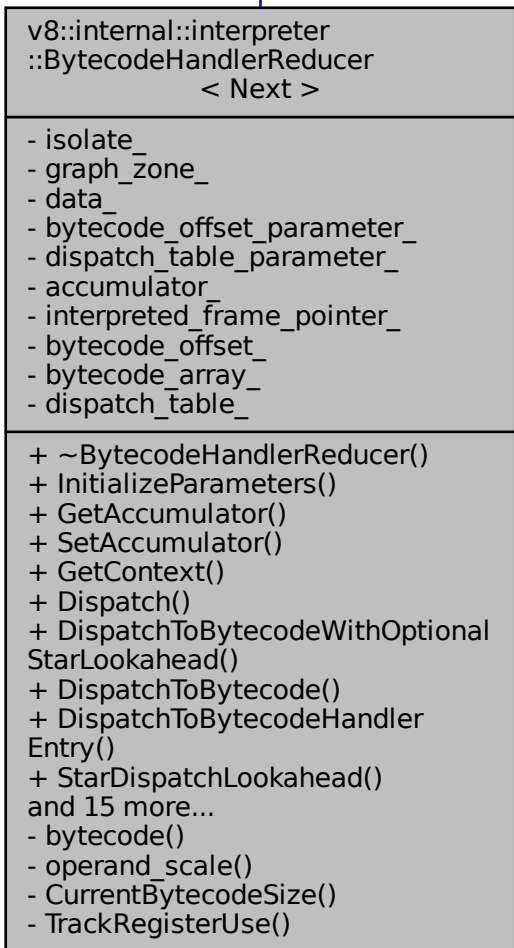 v8::internal::interpreter
::BytecodeHandlerReducer
< Next >
- isolate_
- graph_zone_
- data_
- bytecode_offset_parameter_
- dispatch_table_parameter_
- accumulator_
- interpreted_frame_pointer_
- bytecode_offset_
- bytecode_array_
- dispatch_table_
+ ~BytecodeHandlerReducer()
+ InitializeParameters()
+ GetAccumulator()
+ SetAccumulator()
+ GetContext()
+ Dispatch()
+ DispatchToBytecodeWithOptional
StarLookahead()
+ DispatchToBytecode()
+ DispatchToBytecodeHandler
Entry()
+ StarDispatchLookahead()
and 15 more...
- bytecode()
- operand_scale()
- CurrentBytecodeSize()
- TrackRegisterUse()